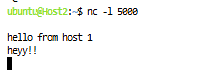 ubuntu@Host2:~$ nc -l 5000

hello from host 1
heyy!!